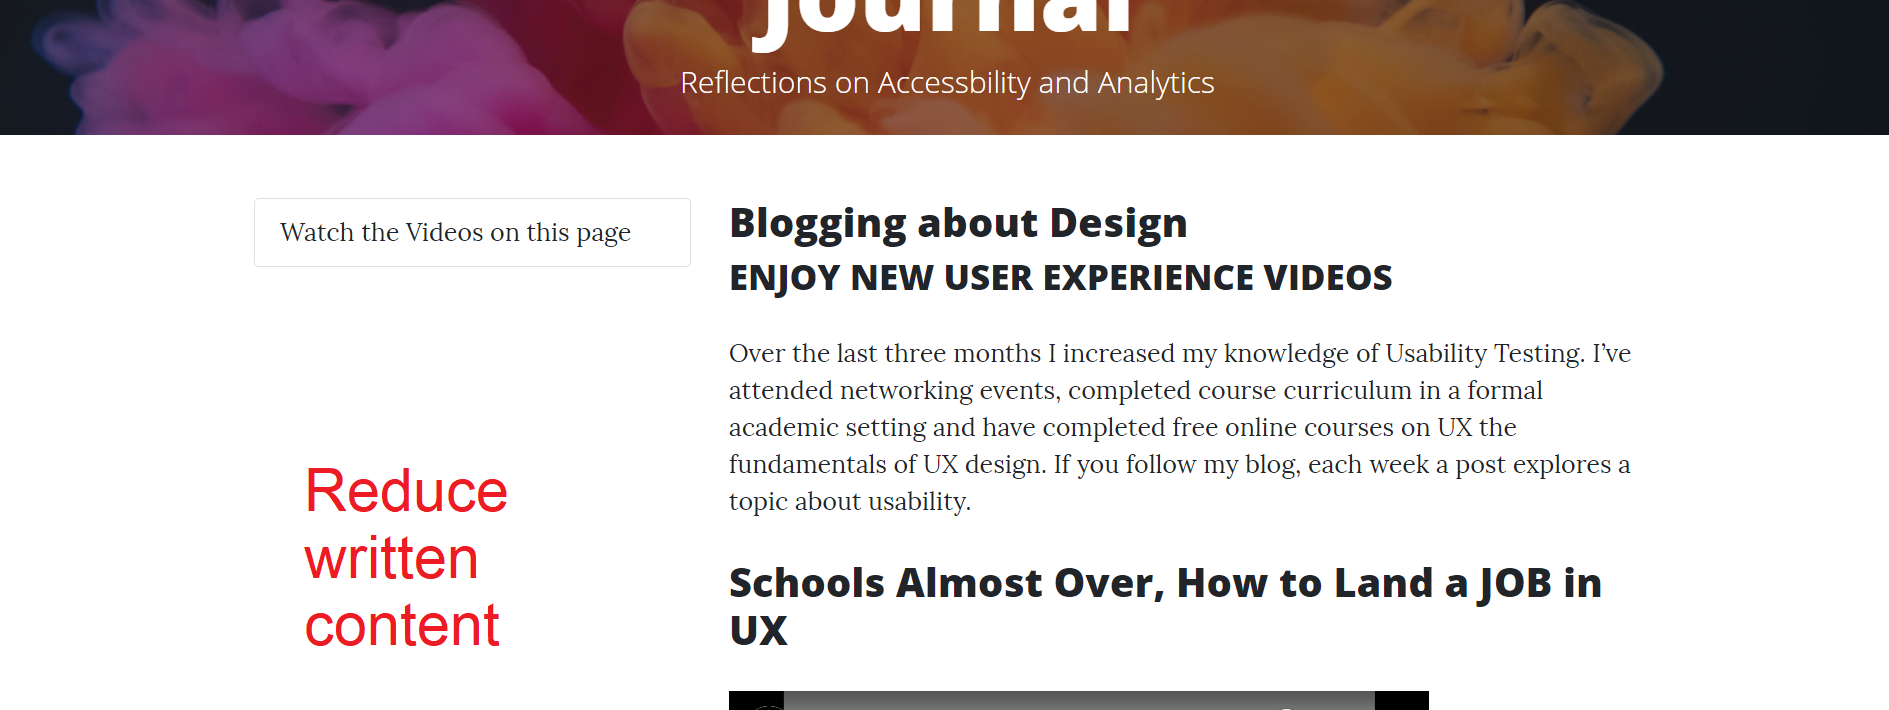 Journal
Reflections on Accessbility and Analytics
Watch the Videos on this page
Blogging about Design
ENJOY NEW USER EXPERIENCE VIDEOS
Over the last three months I increased my knowledge of Usability Testing. I’ve
attended networking events, completed course curriculum in a formal
academic setting and have completed free online courses on UX the
fundamentals of UX design. If you follow my blog, each week a post explores a
topic about usability.
Reduce
written
content
Schools Almost Over, How to Land a JOB in
UX